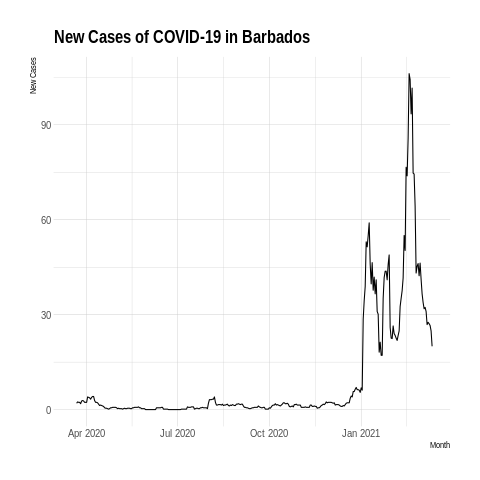 New Cases of COVID-19 in Barbados
New Cases
90
60
30
0
Apr 2020 Jul 2020 Oct 2020 Jan 2021
Month